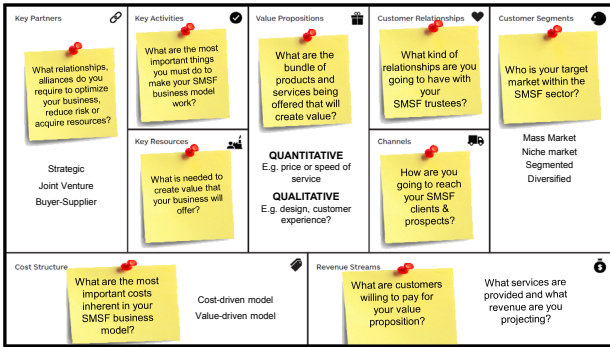 Key Partners
What relationships,
alliances do you
require to optimize
your business,
reduce risk or
acquire resources?
Strategic
Joint Venture
Buyer-Supplier
Key Activities
What are the most
important things
you must do to
make your SMSF
business model
work?
Key Resources
What is needed to
create value that
your business will
offer?
Value Propositions
What are the
bundle of
products and
services being
offered that will
create value?
QUANTITATIVE
E.g. price or speed of
service
QUALITATIVE
E.g. design, customer
experience?
Customer Relationships
What kind of
relationships are you
going to have with
your
SMSF trustees?
Channels
How are you
going to reach
your SMSF
clients &
prospects?
Customer Segments
Who is your target
market within the
SMSF sector?
Mass Market
Niche market
Segmented
Diversified
Cost Structure
What are the most
important costs
inherent in your
SMSF business
model?
Cost-driven model
Value-driven model
Revenue Streams
What are customers
willing to pay for
your value
proposition?
What services are
provided and what
revenue are you
projecting?